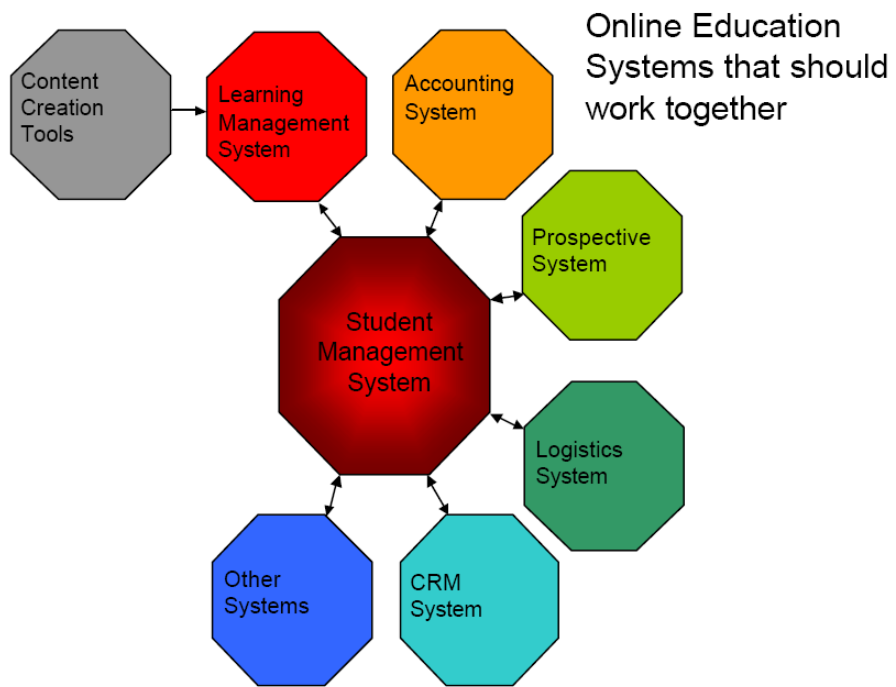 Online Education
Systems that should
work together
Content
Creation
Tools
Learning
Management
System
Accounting
System
Prospective
System
Student
Management
System
Logistics
System
Other
Systems
CRM
System